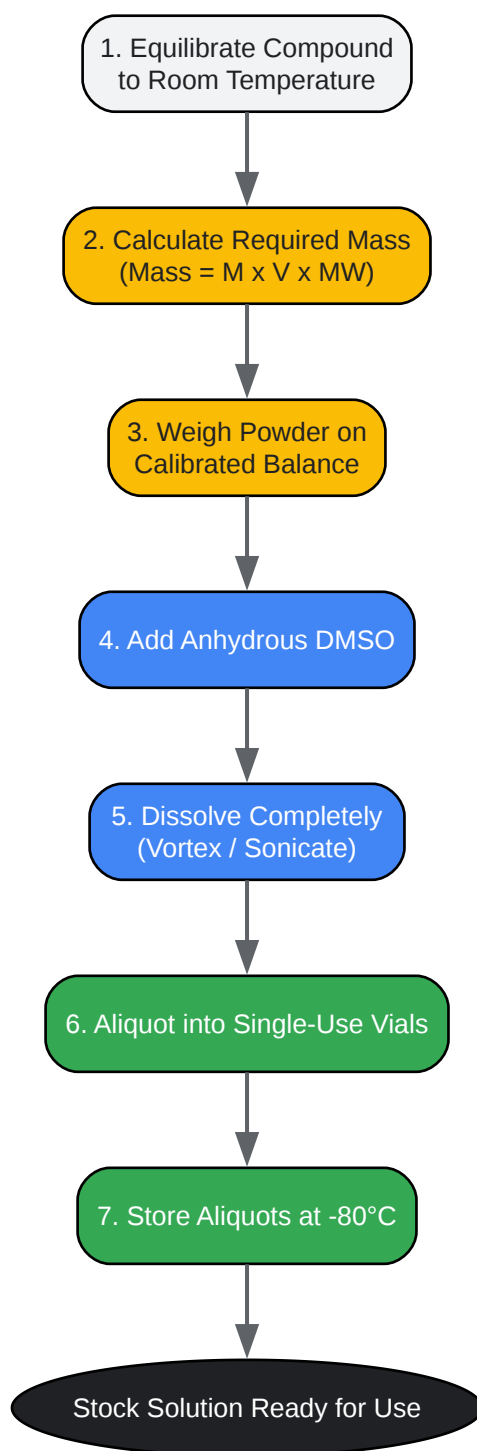 1. Equilibrate Compound
to Room Temperature
2. Calculate Required Mass
(Mass = M x V x MW)
3. Weigh Powder on
Calibrated Balance
4. Add Anhydrous DMSO
5. Dissolve Completely
(Vortex / Sonicate)
6. Aliquot into Single-Use Vials
7. Store Aliquots at -80°C
Stock Solution Ready for Use